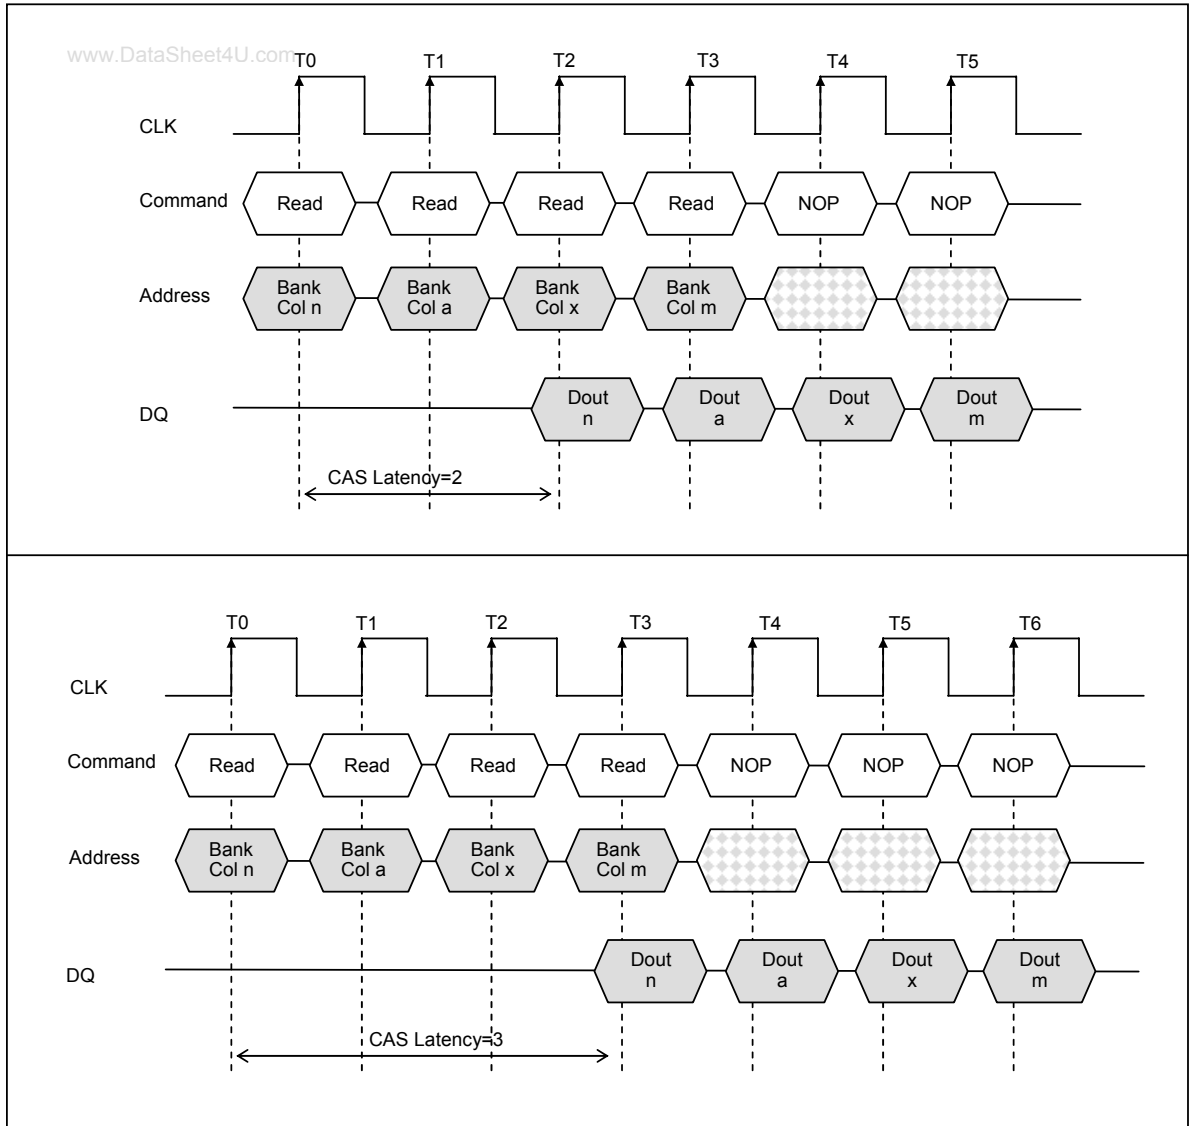 www.DataSheet4U.com
T0 T1 T2 T3 T4 T5
CLK
Command Read Read Read Read NOP NOP
Address Bank Bank Bank Bank
Col n Col a Col x Col m
DQ Dout Dout Dout Dout
n a x m
CAS Latency=2
T0 T1 T2 T3 T4 T5 T6
CLK
Command Read Read Read Read NOP NOP NOP
Address Bank Bank Bank Bank
Col n Col a Col x Col m
DQ Dout Dout Dout Dout
n a x m
CAS Latency=3